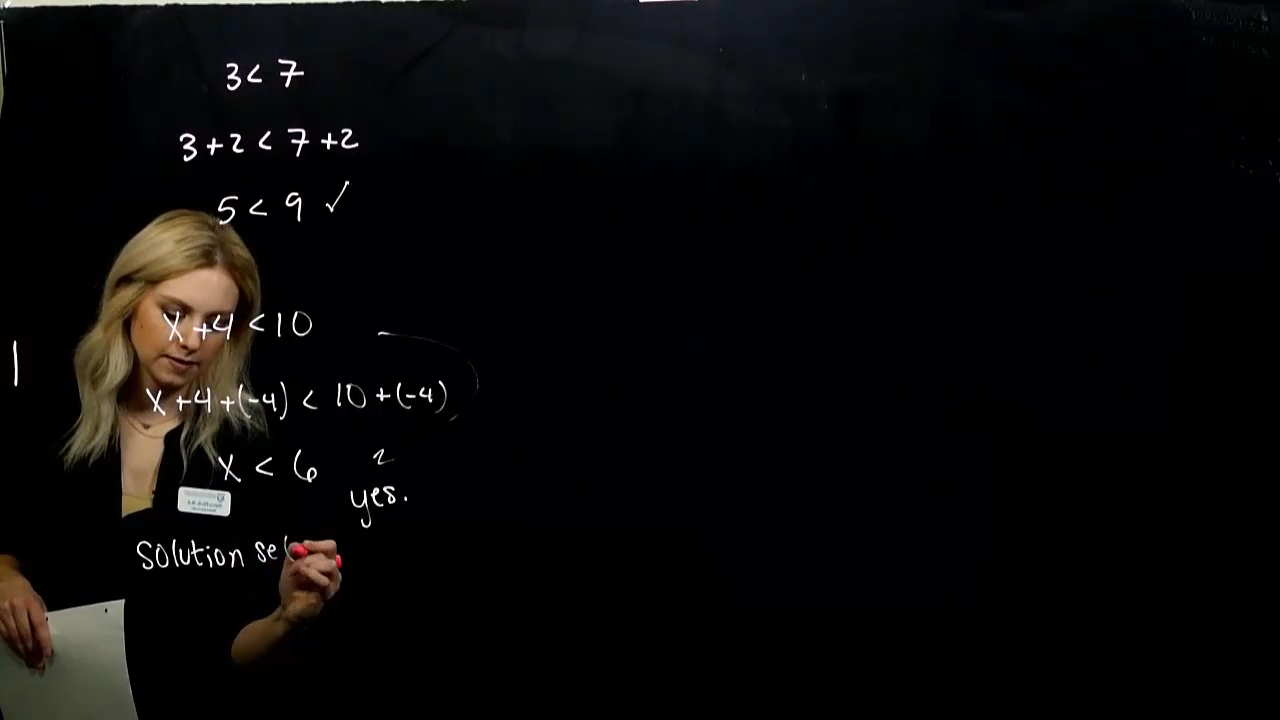 3 < 7
3 + 2 < 7 + 2
5 < 9 ✓
x + 4 < 10
x + 4 + (-4) < 10 + (-4)
x < 6
yes.
Solution se